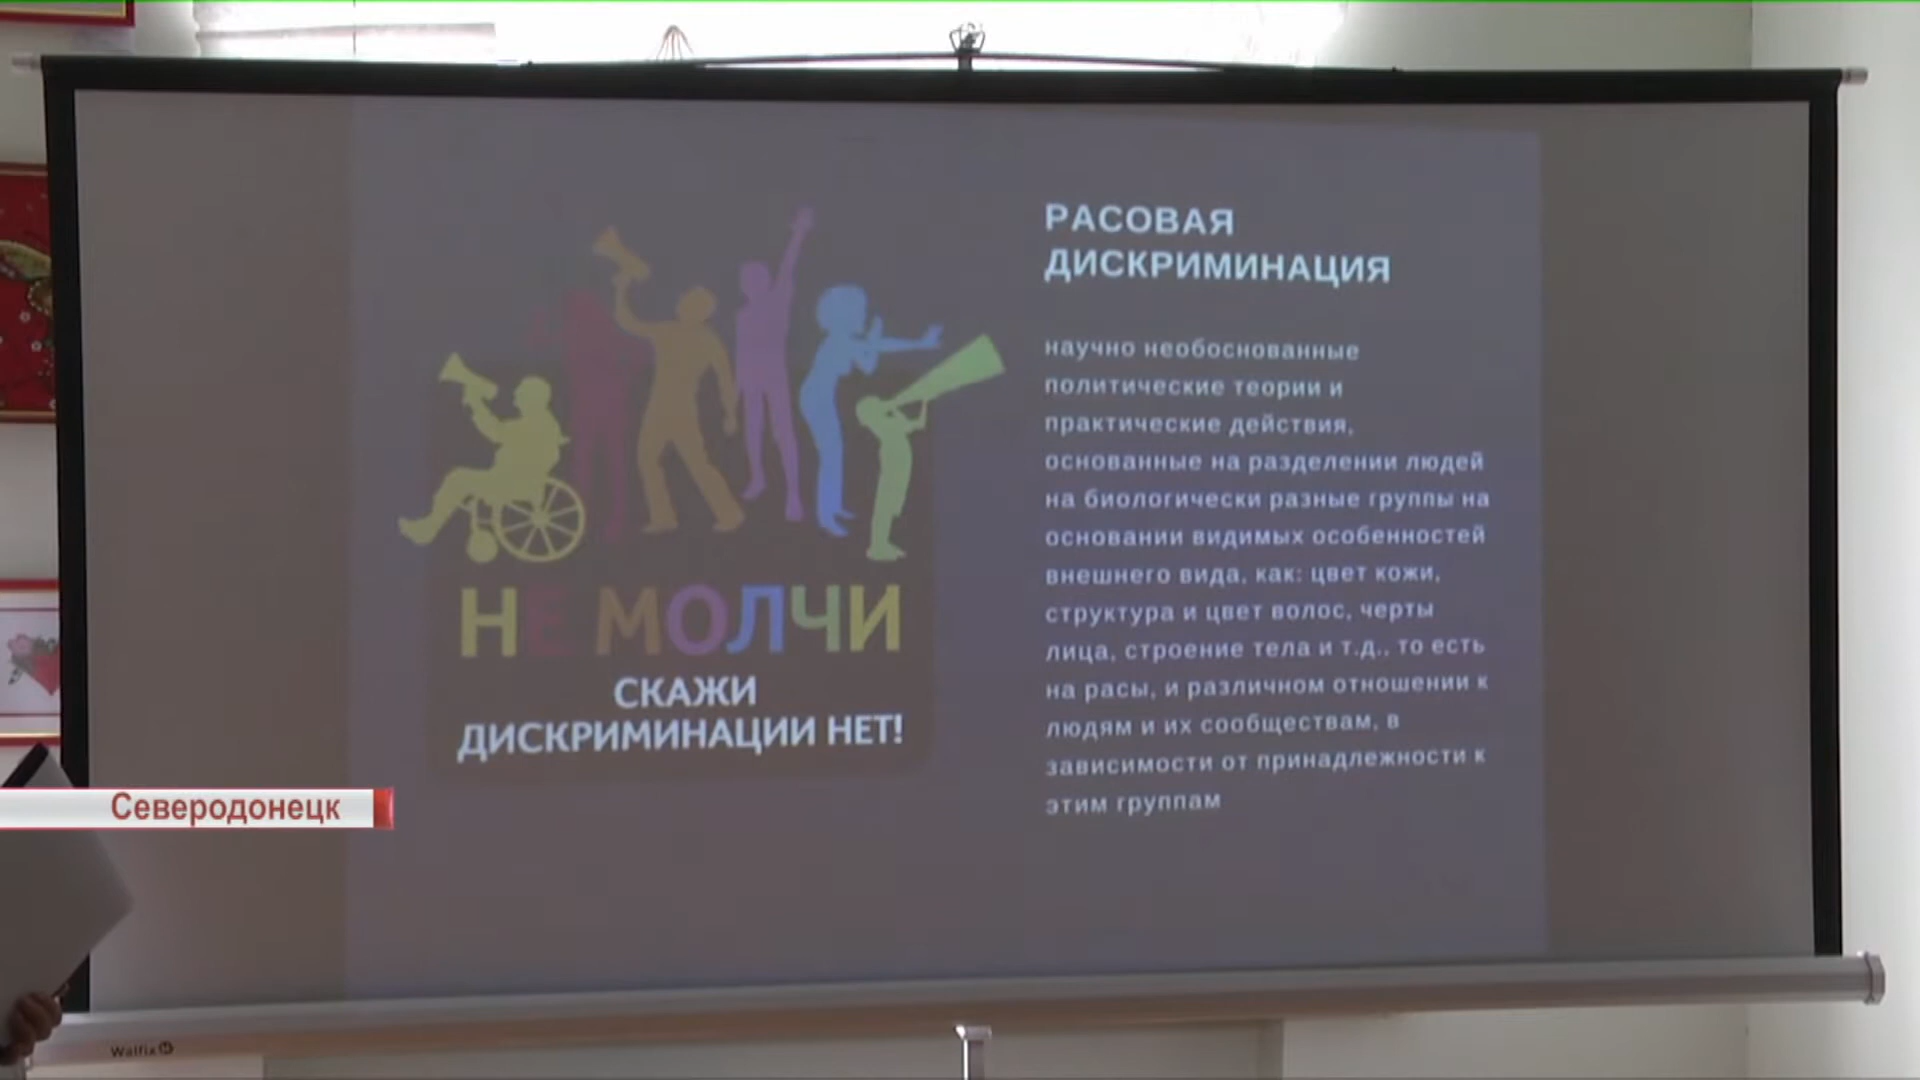 РАСОВАЯ
ДИСКРИМИНАЦИЯ
научно необоснованные
политические теории и
практические действия,
основанные на разделении людей
на биологически разные группы на
основании видимых особенностей
внешнего вида, как: цвет кожи,
структура и цвет волос, черты
лица, строение тела и т.д., то есть
на расы, и различном отношении к
людям и их сообществам, в
зависимости от принадлежности к
этим группам
НЕ МОЛЧИ
СКАЖИ
ДИСКРИМИНАЦИИ НЕТ!
Северодонецк
Walfix